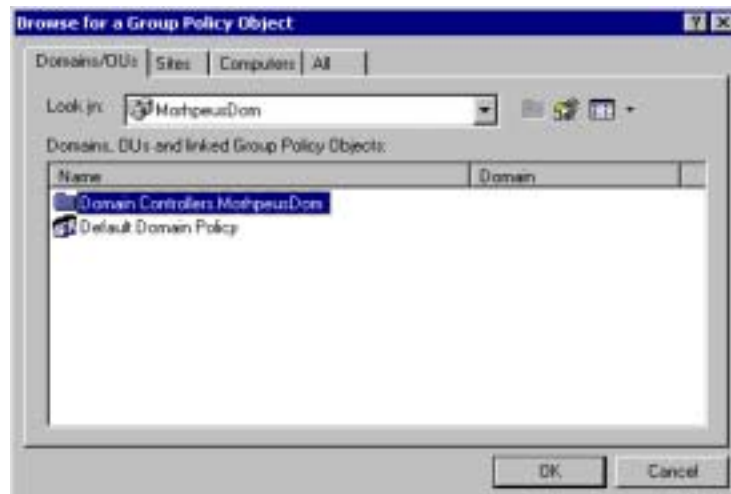 Browse for a Group Policy Object
Domains/OUs Sites Computers All
Look in: MorhpeusDom
Domains, OUs and linked Group Policy Objects:
Name Domain
Domain Controllers.MorhpeusDom
Default Domain Policy
OK Cancel